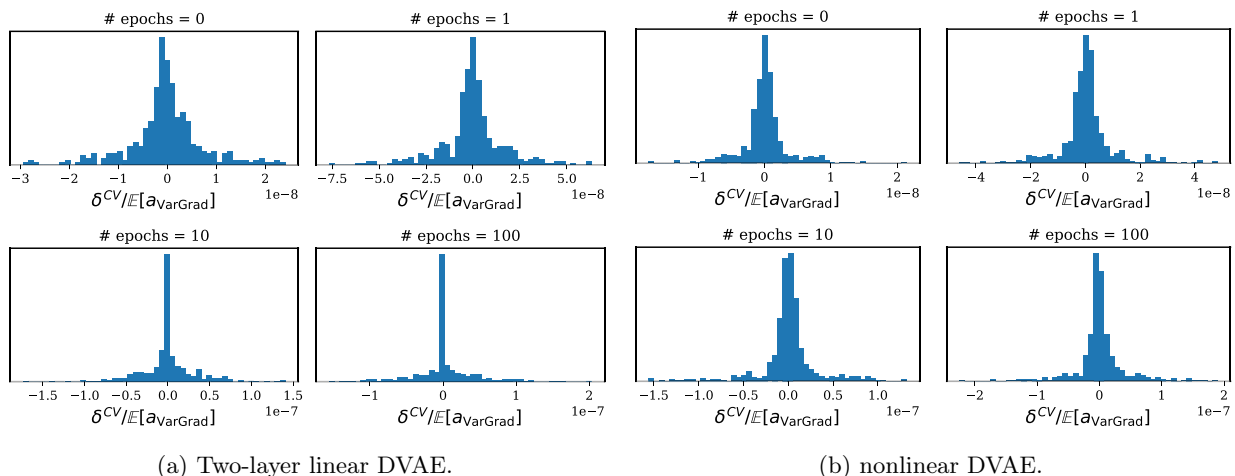 # epochs = 0
−3 −2 −1 0 1 2
1e−8
δ^CV/𝔼[a_VarGrad]
# epochs = 1
−7.5 −5.0 −2.5 0.0 2.5 5.0
1e−8
δ^CV/𝔼[a_VarGrad]
# epochs = 10
−1.5 −1.0 −0.5 0.0 0.5 1.0 1.5
1e−7
δ^CV/𝔼[a_VarGrad]
# epochs = 100
−1 0 1 2
1e−7
δ^CV/𝔼[a_VarGrad]
(a) Two-layer linear DVAE.
# epochs = 0
−1 0 1 2
1e−8
δ^CV/𝔼[a_VarGrad]
# epochs = 1
−4 −2 0 2 4
1e−8
δ^CV/𝔼[a_VarGrad]
# epochs = 10
−1.5 −1.0 −0.5 0.0 0.5 1.0
1e−7
δ^CV/𝔼[a_VarGrad]
# epochs = 100
−2 −1 0 1 2
1e−7
δ^CV/𝔼[a_VarGrad]
(b) nonlinear DVAE.